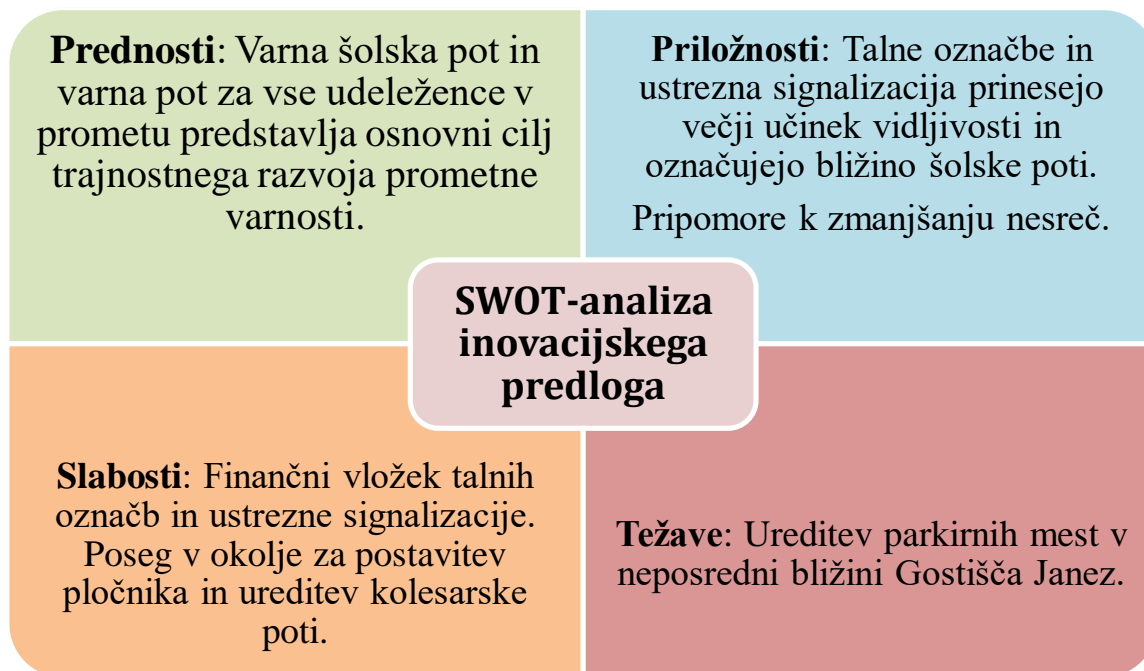 Prednosti: Varna šolska pot in
varna pot za vse udeležence v
prometu predstavlja osnovni cilj
trajnostnega razvoja prometne
varnosti.
Priložnosti: Talne označbe in
ustrezna signalizacija prinesejo
večji učinek vidljivosti in
označujejo bližino šolske poti.
Pripomore k zmanjšanju nesreč.
SWOT-analiza
inovacijskega
predloga
Slabosti: Finančni vložek talnih
označb in ustrezne signalizacije.
Poseg v okolje za postavitev
pločnika in ureditev kolesarske
poti.
Težave: Ureditev parkirnih mest v
neposredni bližini Gostišča Janez.